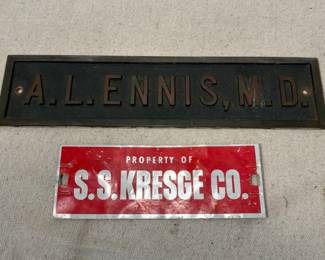 A. L. ENNIS, M.D.
PROPERTY OF
S.S. KRESGE CO.